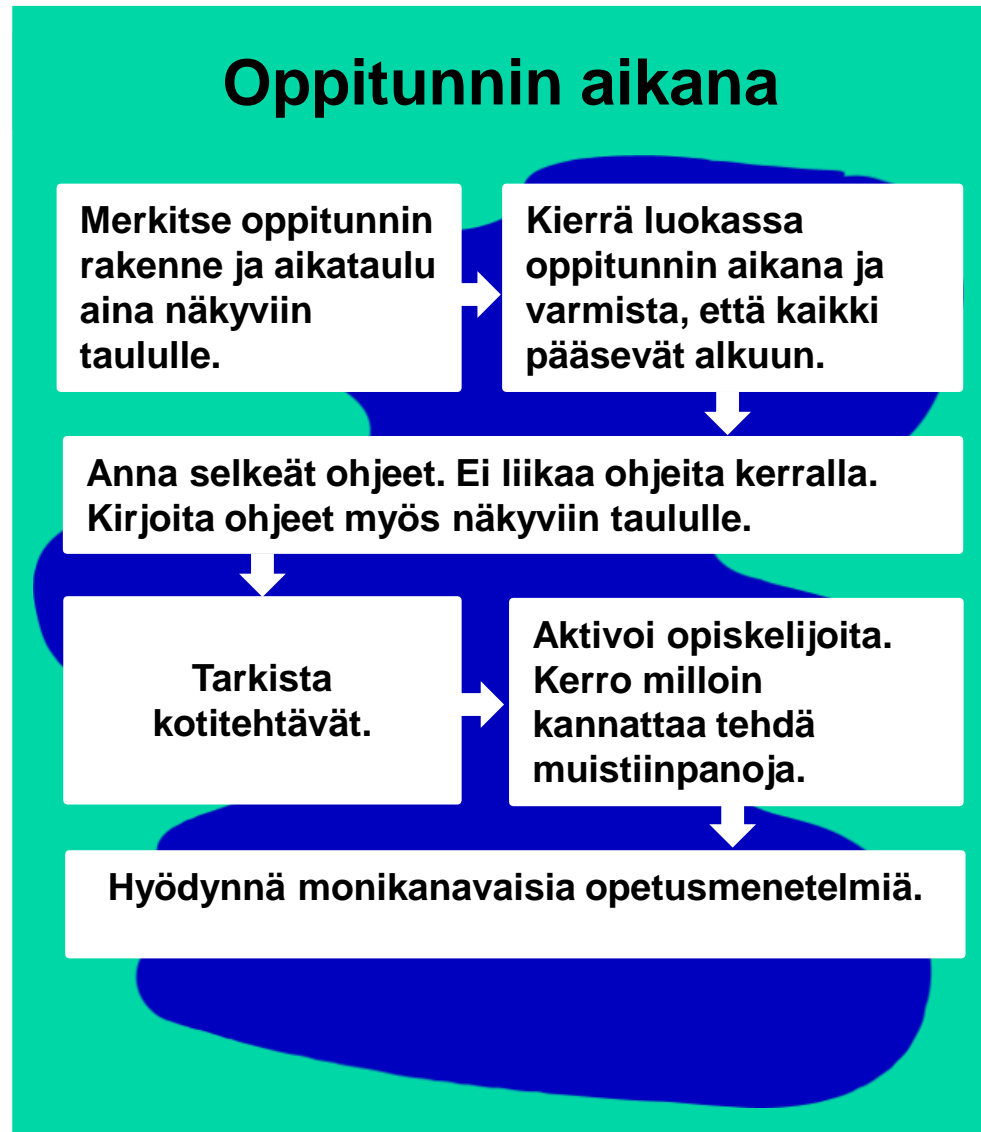 Oppitunnin aikana
Merkitse oppitunnin
rakenne ja aikataulu
aina näkyviin
taululle.
Kierrä luokassa
oppitunnin aikana ja
varmista, että kaikki
pääsevät alkuun.
Anna selkeät ohjeet. Ei liikaa ohjeita kerralla.
Kirjoita ohjeet myös näkyviin taululle.
Tarkista
kotitehtävät.
Aktivoi opiskelijoita.
Kerro milloin
kannattaa tehdä
muistiinpanoja.
Hyödynnä monikanavaisia opetusmenetelmiä.